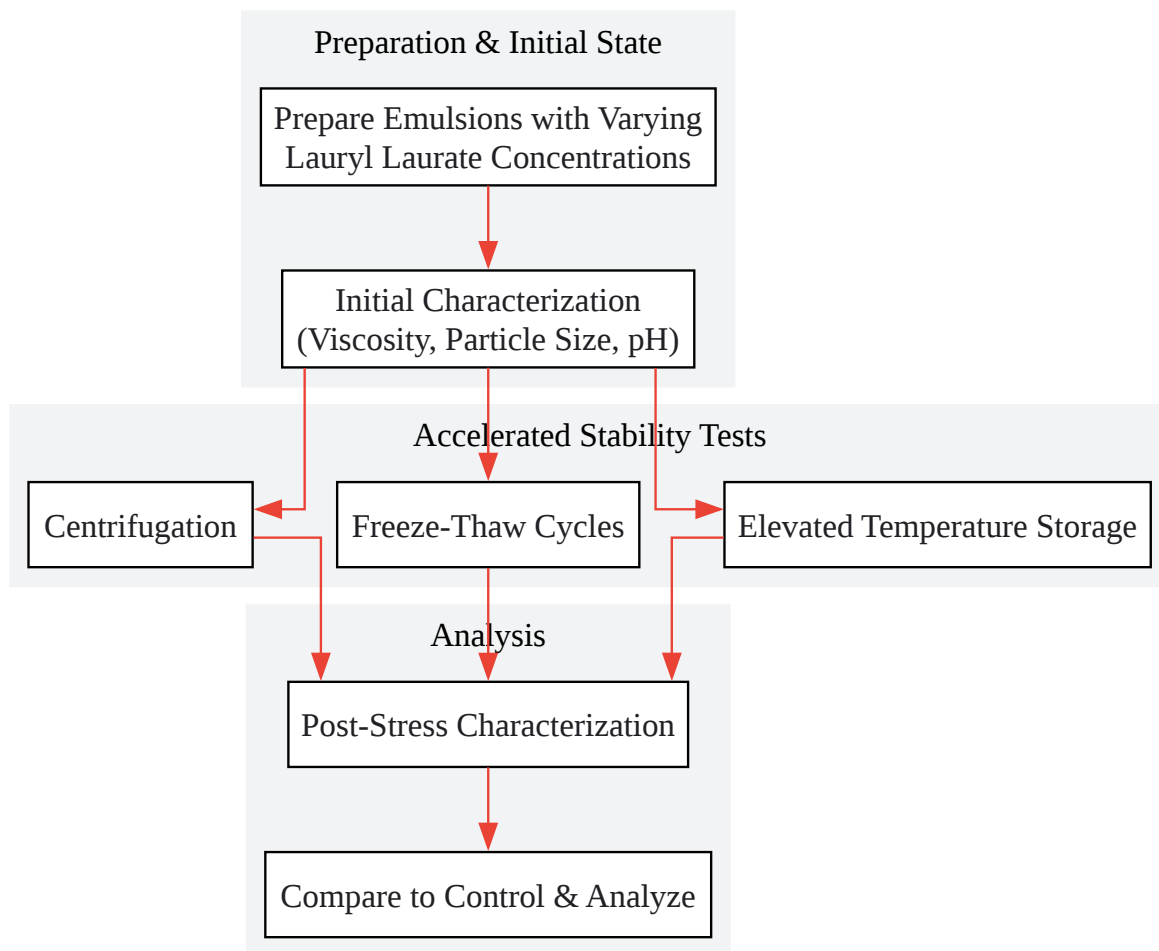 Preparation & Initial State
Prepare Emulsions with Varying
Lauryl Laurate Concentrations
Initial Characterization
(Viscosity, Particle Size, pH)
Accelerated Stability Tests
Centrifugation
Freeze-Thaw Cycles
Elevated Temperature Storage
Analysis
Post-Stress Characterization
Compare to Control & Analyze